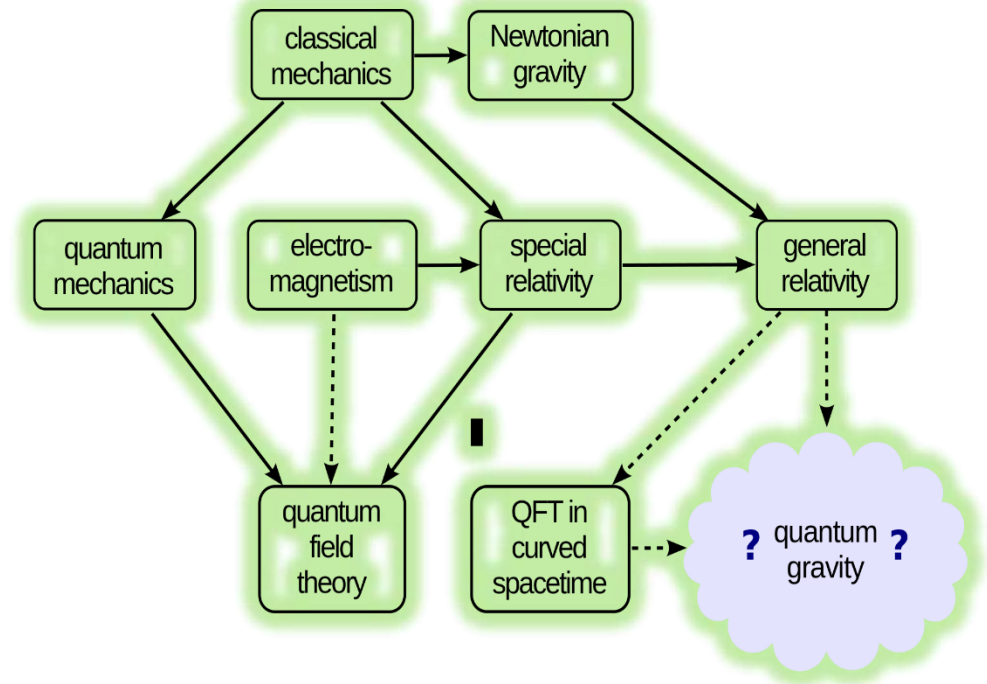 classical
mechanics
Newtonian
gravity
quantum
mechanics
electro-
magnetism
special
relativity
general
relativity
quantum
field
theory
QFT in
curved
spacetime
? quantum ?
gravity